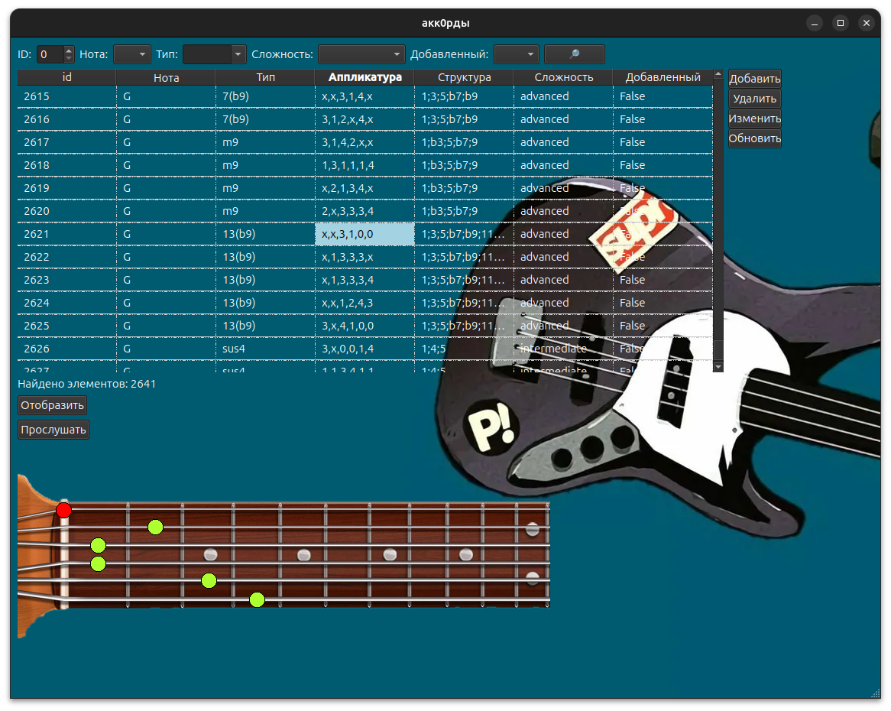 акк0рды
ID: 0 Нота: Тип: Сложность: Добавленный:
id Нота Тип Аппликатура Структура Сложность Добавленный
2615 G 7(b9) x,x,3,1,4,x 1;3;5;b7;b9 advanced False
2616 G 7(b9) 3,1,2,x,4,x 1;3;5;b7;b9 advanced False
2617 G m9 3,1,4,2,x,x 1;b3;5;b7;9 advanced False
2618 G m9 1,3,1,1,1,4 1;b3;5;b7;9 advanced False
2619 G m9 x,2,1,3,4,x 1;b3;5;b7;9 advanced False
2620 G m9 2,x,3,3,3,4 1;b3;5;b7;9 advanced False
2621 G 13(b9) x,x,3,1,0,0 1;3;5;b7;b9;11... advanced False
2622 G 13(b9) x,1,3,3,3,x 1;3;5;b7;b9;11... advanced False
2623 G 13(b9) x,1,3,3,3,4 1;3;5;b7;b9;11... advanced False
2624 G 13(b9) x,x,1,2,4,3 1;3;5;b7;b9;11... advanced False
2625 G 13(b9) 3,x,4,1,0,0 1;3;5;b7;b9;11... advanced False
2626 G sus4 3,x,0,0,1,4 1;4;5 intermediate False
2627 G sus4 1,1,3,4,1,1 1;4;5 intermediate False
Добавить
Удалить
Изменить
Обновить
Найдено элементов: 2641
Отобразить
Прослушать
P!